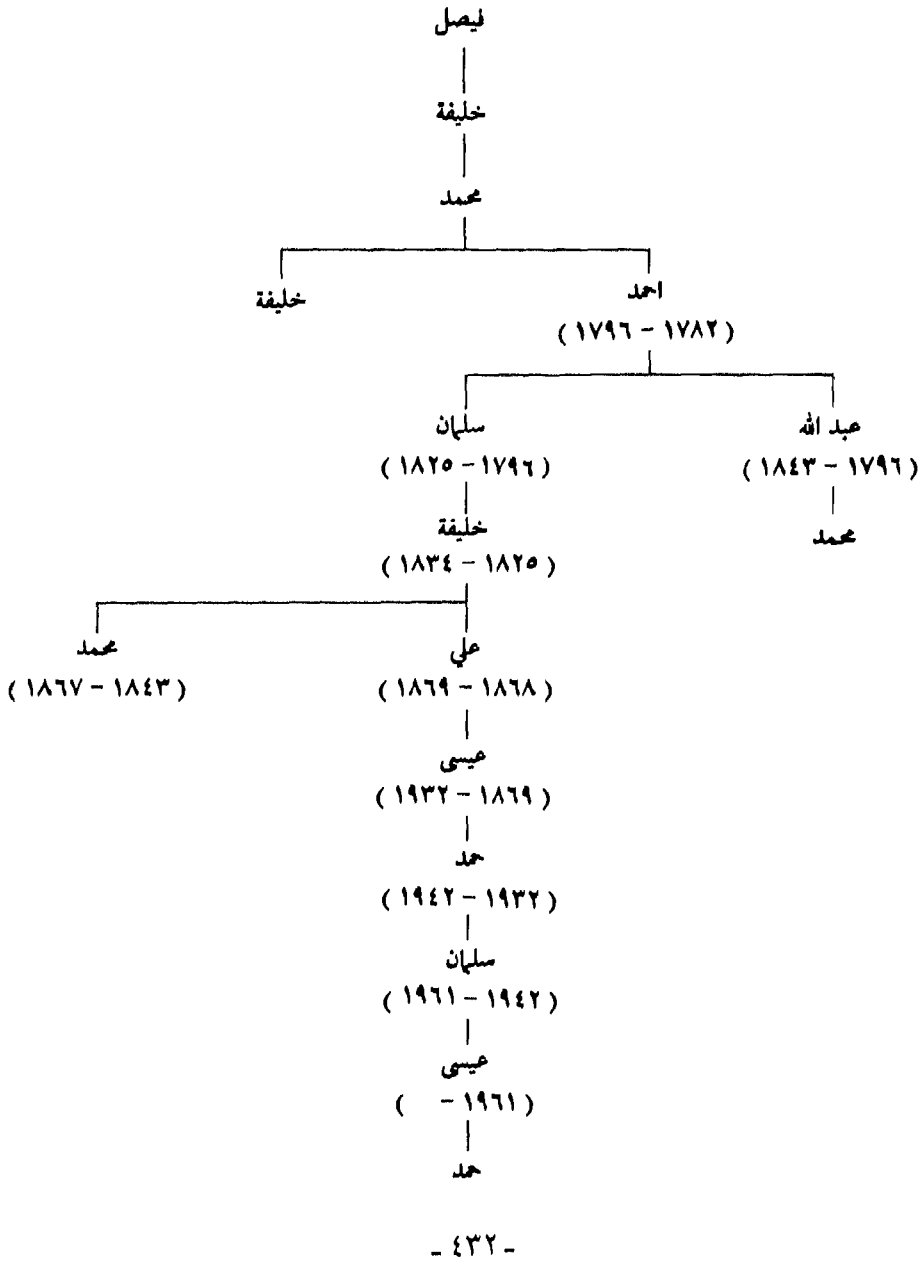 فيصل
خليفة
محمد
احمد
خليفة
(١٧٨٢ - ١٧٩٦)
عبد الله
سلمان
(١٧٩٦ - ١٨٤٣)
(١٧٩٦ - ١٨٢٥)
محمد
خليفة
(١٨٢٥ - ١٨٣٤)
علي
محمد
(١٨٦٨ - ١٨٦٩)
(١٨٤٣ - ١٨٦٧)
عيسى
(١٨٦٩ - ١٩٣٢)
حمد
(١٩٣٢ - ١٩٤٢)
سلمان
(١٩٤٢ - ١٩٦١)
عيسى
(١٩٦١ - )
حمد
- ٤٣٢ -